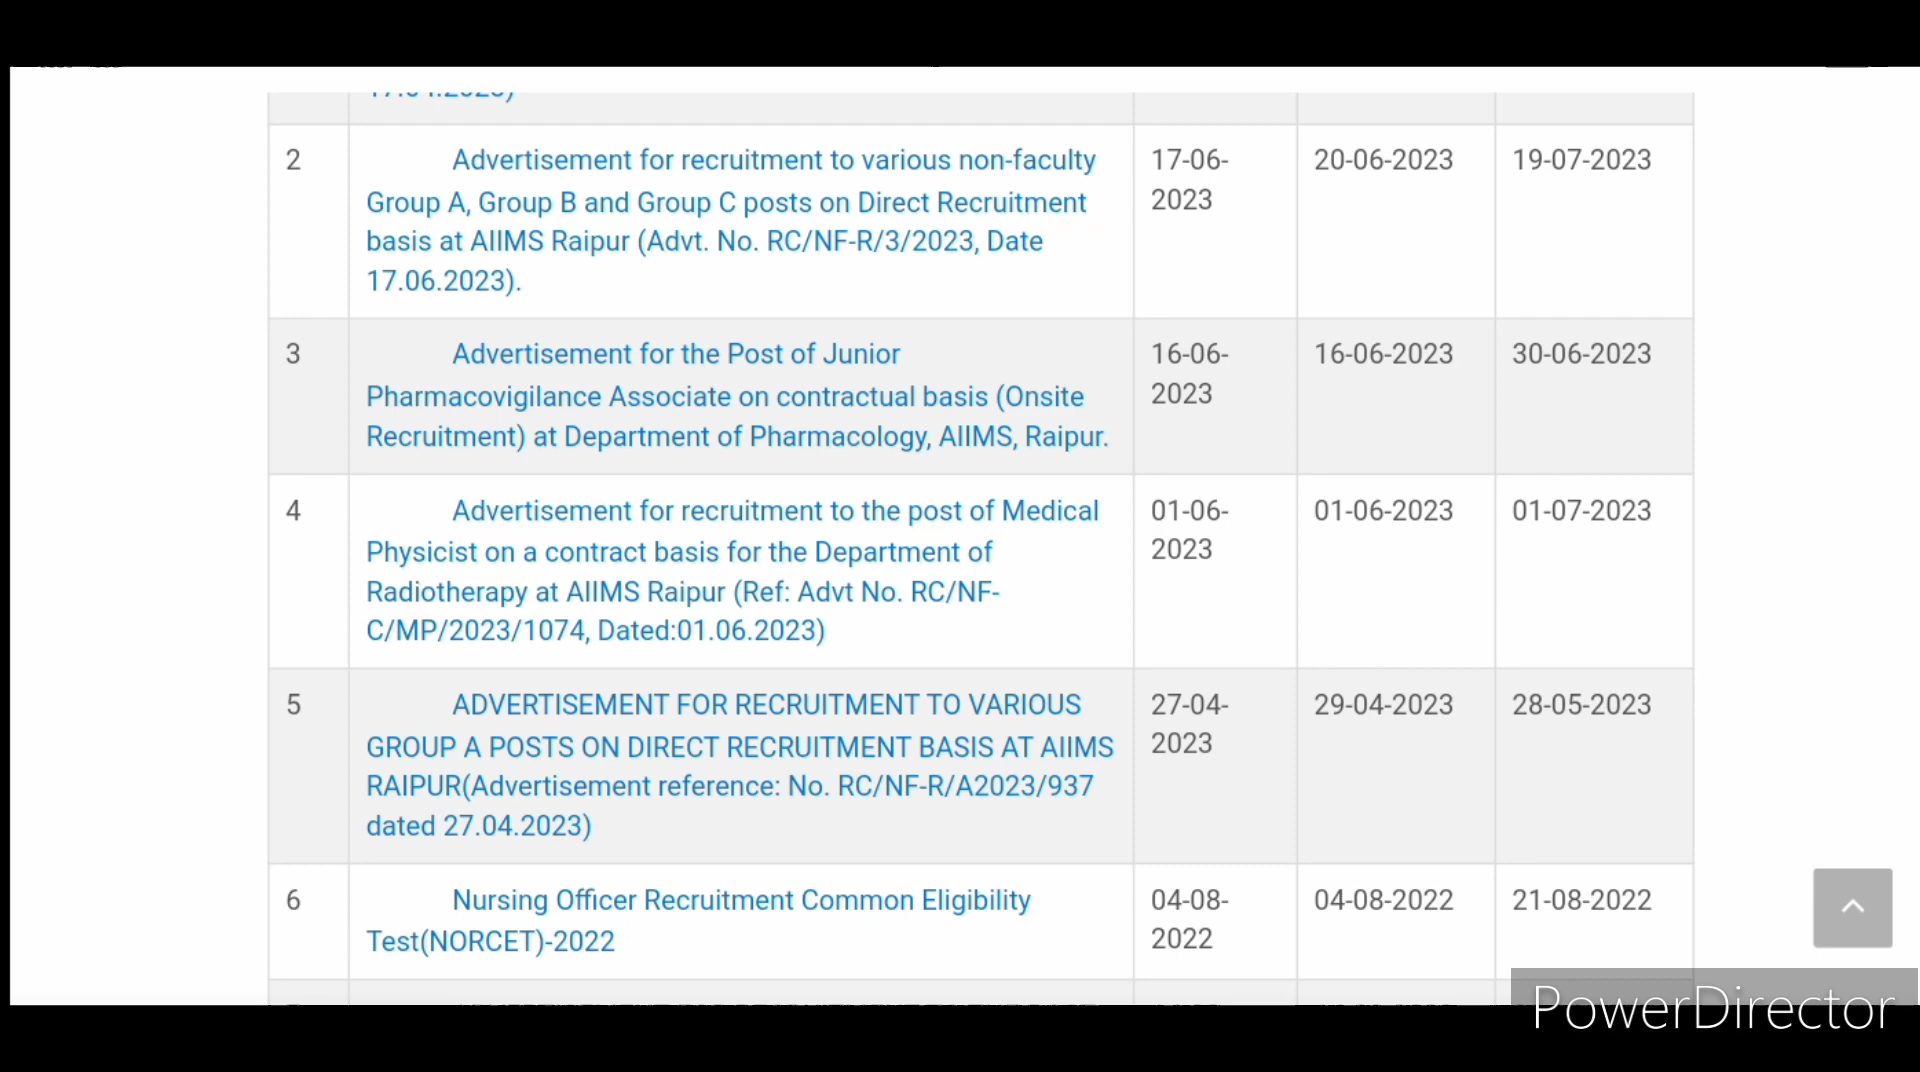 17.04.2023)
2 Advertisement for recruitment to various non-faculty 17-06- 20-06-2023 19-07-2023
Group A, Group B and Group C posts on Direct Recruitment 2023
basis at AIIMS Raipur (Advt. No. RC/NF-R/3/2023, Date
17.06.2023).
3 Advertisement for the Post of Junior 16-06- 16-06-2023 30-06-2023
Pharmacovigilance Associate on contractual basis (Onsite 2023
Recruitment) at Department of Pharmacology, AIIMS, Raipur.
4 Advertisement for recruitment to the post of Medical 01-06- 01-06-2023 01-07-2023
Physicist on a contract basis for the Department of 2023
Radiotherapy at AIIMS Raipur (Ref: Advt No. RC/NF-
C/MP/2023/1074, Dated:01.06.2023)
5 ADVERTISEMENT FOR RECRUITMENT TO VARIOUS 27-04- 29-04-2023 28-05-2023
GROUP A POSTS ON DIRECT RECRUITMENT BASIS AT AIIMS 2023
RAIPUR(Advertisement reference: No. RC/NF-R/A2023/937
dated 27.04.2023)
6 Nursing Officer Recruitment Common Eligibility 04-08- 04-08-2022 21-08-2022
Test(NORCET)-2022 2022
PowerDirector